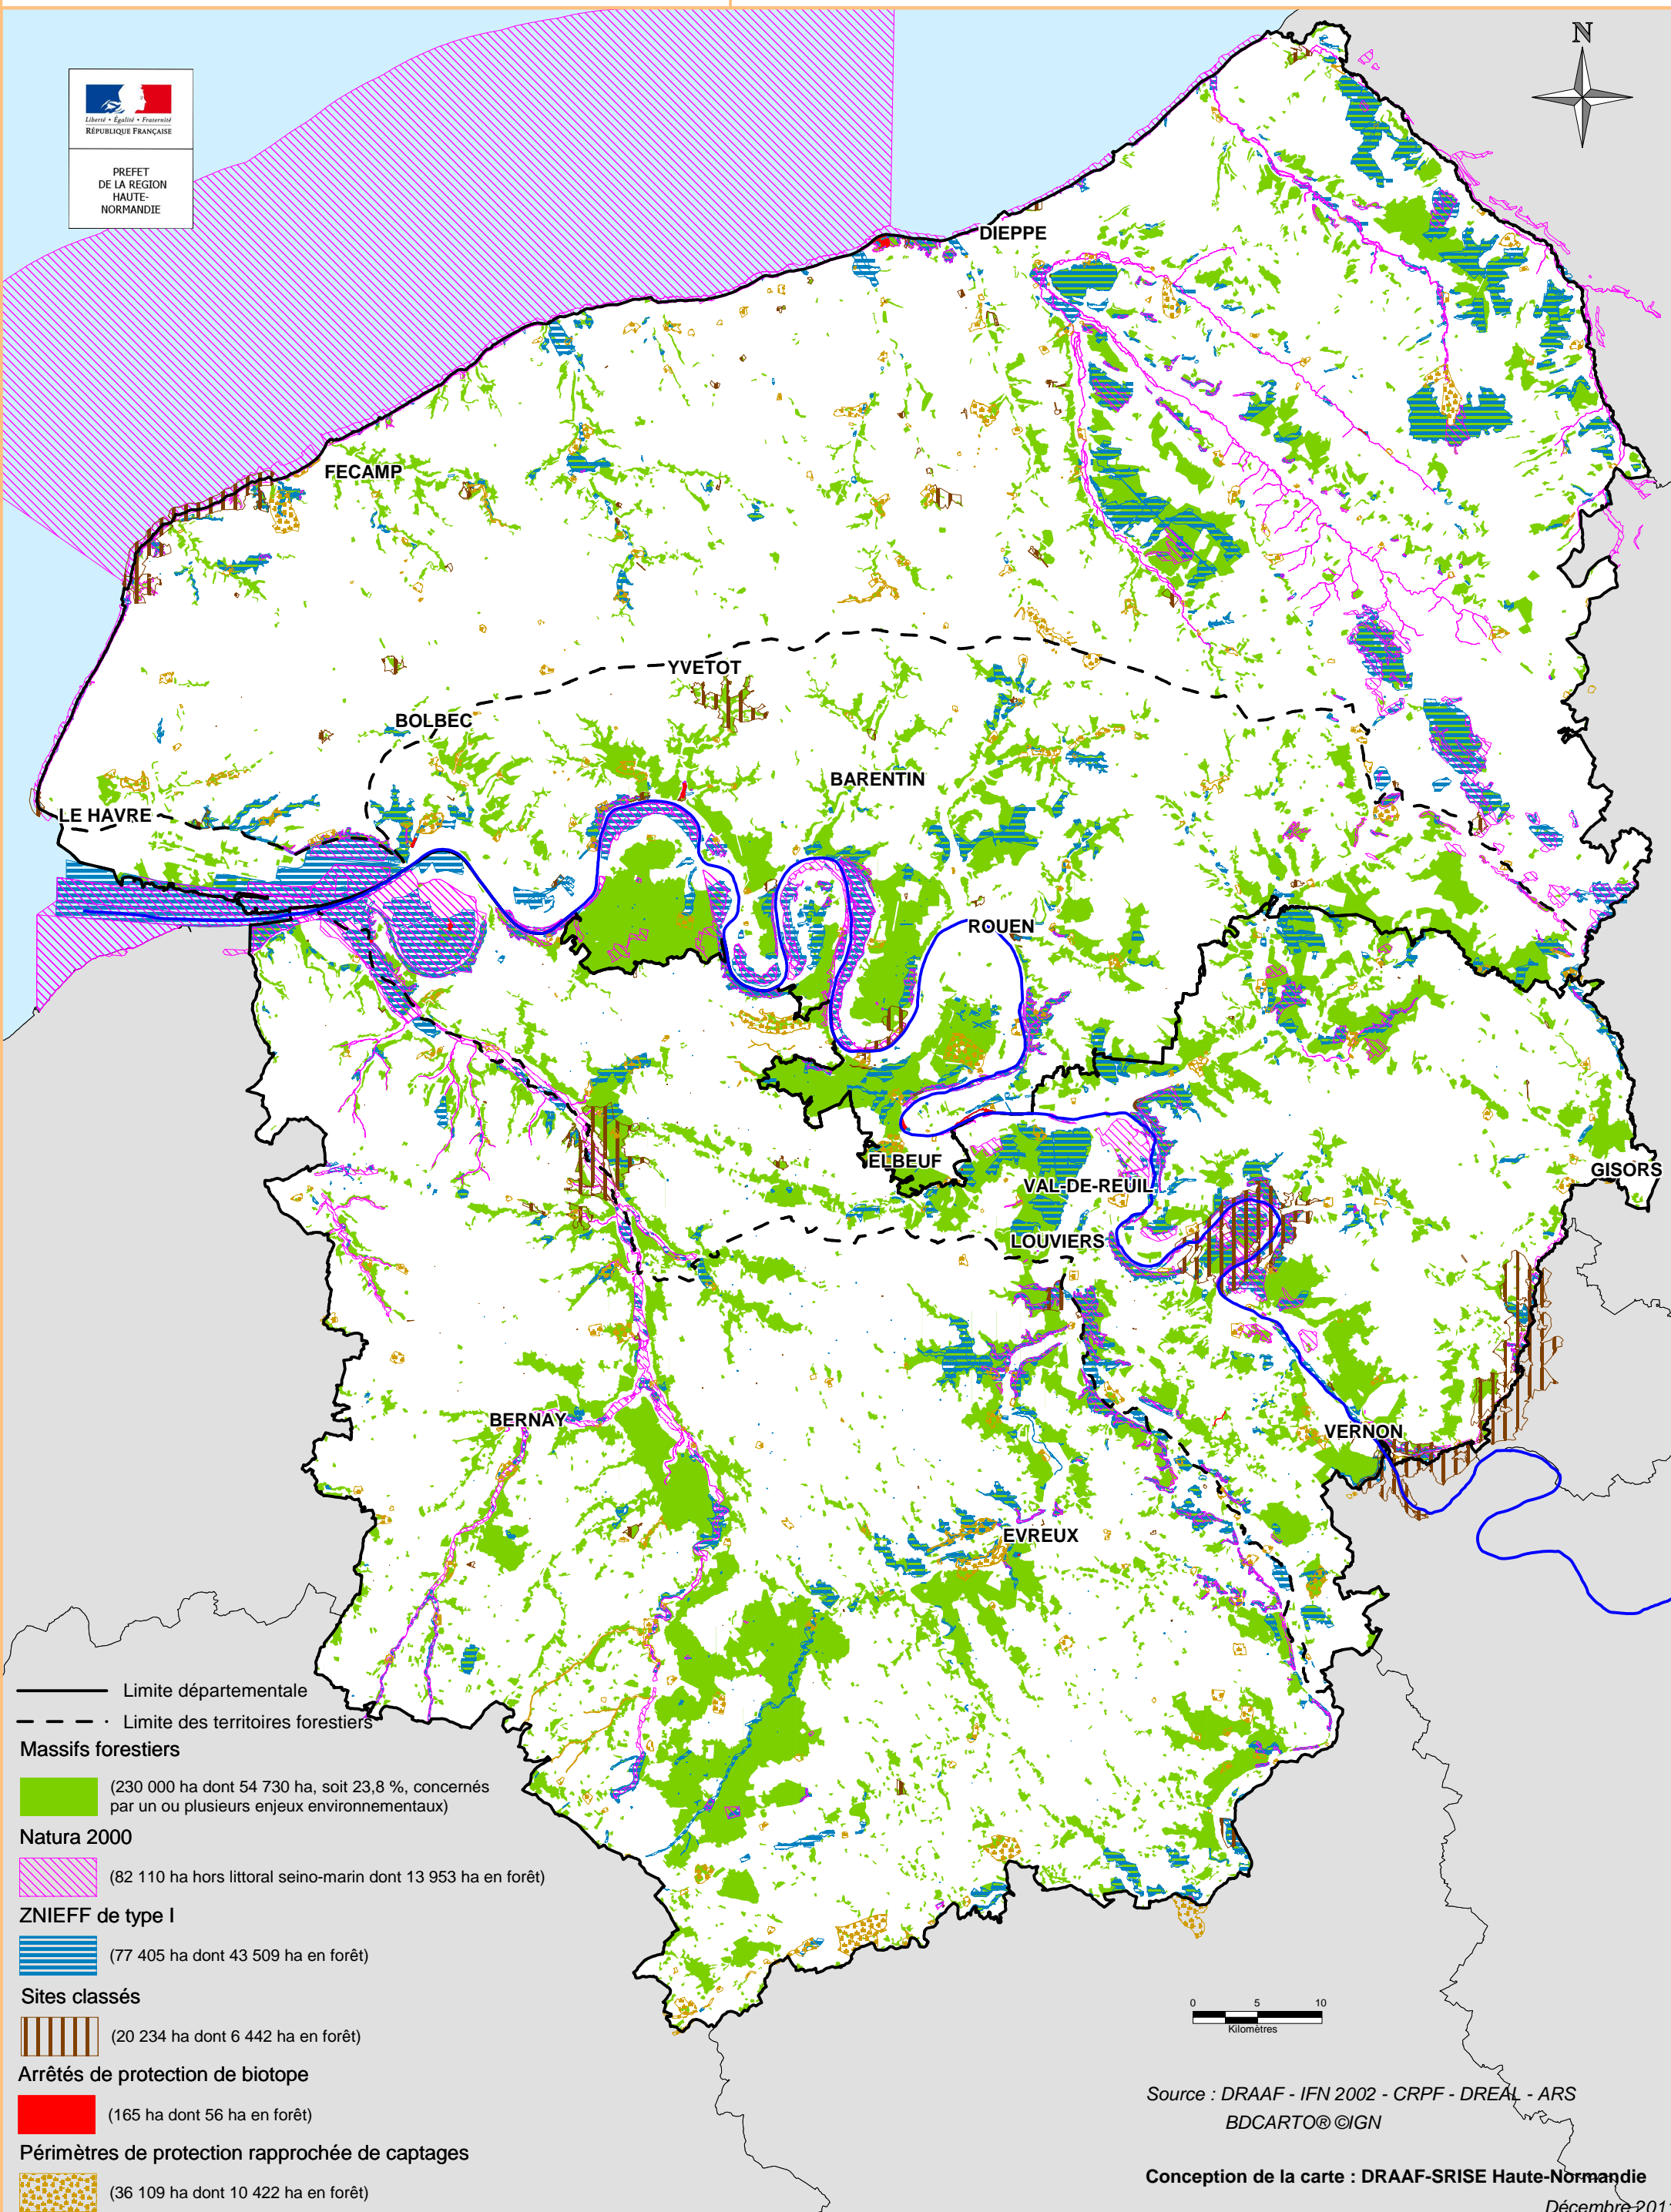 N
Liberté • Égalité • Fraternité
RÉPUBLIQUE FRANÇAISE
PREFET
DE LA REGION
HAUTE-
NORMANDIE
DIEPPE
FECAMP
YVETOT
BOLBEC
BARENTIN
LE HAVRE
ROUEN
ELBEUF
GISORS
VAL-DE-REUIL
LOUVIERS
BERNAY
VERNON
EVREUX
Limite départementale
Limite des territoires forestiers
Massifs forestiers
(230 000 ha dont 54 730 ha, soit 23,8 %, concernés
par un ou plusieurs enjeux environnementaux)
Natura 2000
(82 110 ha hors littoral seino-marin dont 13 953 ha en forêt)
ZNIEFF de type I
(77 405 ha dont 43 509 ha en forêt)
Sites classés
(20 234 ha dont 6 442 ha en forêt)
Arrêtés de protection de biotope
(165 ha dont 56 ha en forêt)
Périmètres de protection rapprochée de captages
(36 109 ha dont 10 422 ha en forêt)
0 5 10
Kilomètres
Source : DRAAF - IFN 2002 - CRPF - DREAL - ARS
BDCARTO® ©IGN
Conception de la carte : DRAAF-SRISE Haute-Normandie
Décembre